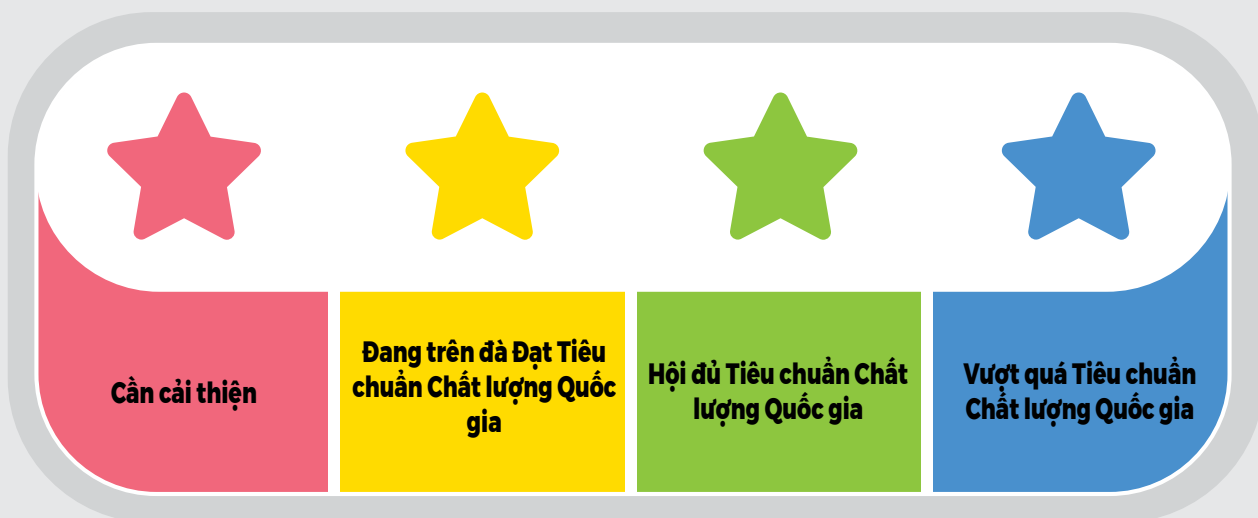 Cần cải thiện
Đang trên đà Đạt Tiêu
chuẩn Chất lượng Quốc
gia
Hội đủ Tiêu chuẩn Chất
lượng Quốc gia
Vượt quá Tiêu chuẩn
Chất lượng Quốc gia